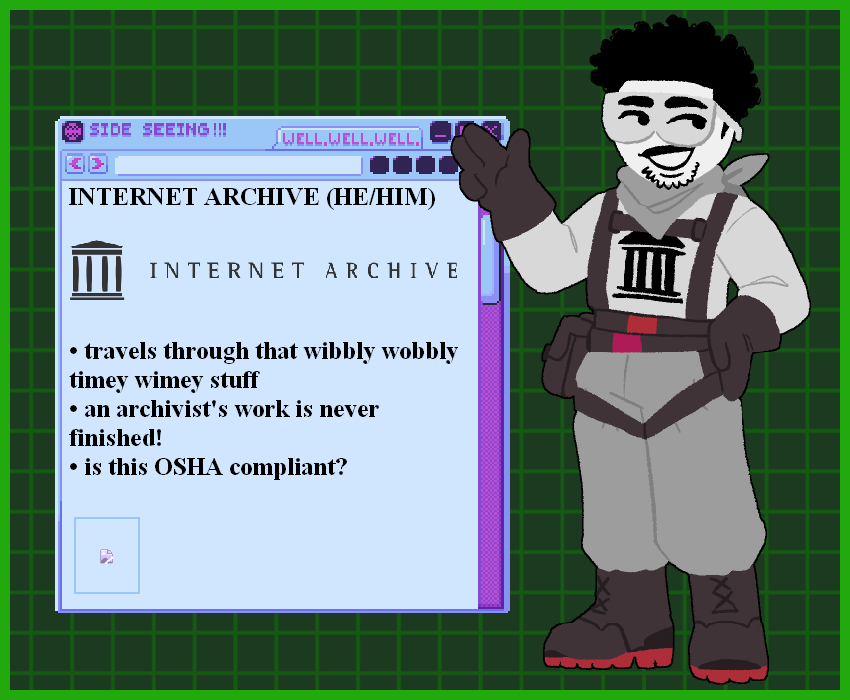 SIDE SEEING!!!
WELL.WELL.WELL.
INTERNET ARCHIVE (HE/HIM)
INTERNET ARCHIVE
• travels through that wibbly wobbly
timey wimey stuff
• an archivist's work is never
finished!
• is this OSHA compliant?